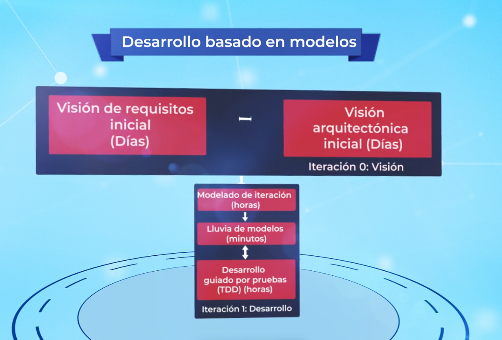 Desarrollo basado en modelos
Visión de requisitos
inicial
(Días)
Visión
arquitectónica
inicial (Días)
Iteración 0: Visión
Modelado de iteración
(horas)
Lluvia de modelos
(minutos)
Desarrollo
guiado por pruebas
(TDD) (horas)
Iteración 1: Desarrollo